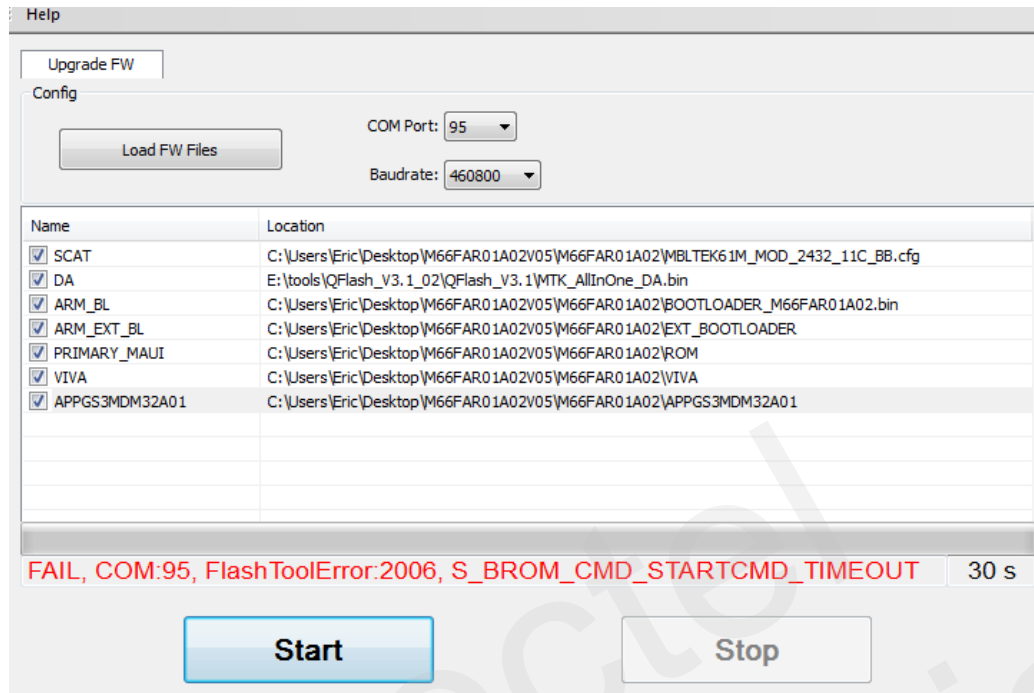 Help
Upgrade FW
Config
Load FW Files
COM Port: 95
Baudrate: 460800
Name Location
SCAT C:\Users\Eric\Desktop\M66FAR01A02V05\M66FAR01A02\MBLTEK61M_MOD_2432_11C_BB.cfg
DA E:\tools\QFlash_V3.1_02\QFlash_V3.1\MTK_AllInOne_DA.bin
ARM_BL C:\Users\Eric\Desktop\M66FAR01A02V05\M66FAR01A02\BOOTLOADER_M66FAR01A02.bin
ARM_EXT_BL C:\Users\Eric\Desktop\M66FAR01A02V05\M66FAR01A02\EXT_BOOTLOADER
PRIMARY_MAUI C:\Users\Eric\Desktop\M66FAR01A02V05\M66FAR01A02\ROM
VIVA C:\Users\Eric\Desktop\M66FAR01A02V05\M66FAR01A02\VIVA
APPGS3MDM32A01 C:\Users\Eric\Desktop\M66FAR01A02V05\M66FAR01A02\APPGS3MDM32A01
FAIL, COM:95, FlashToolError:2006, S_BROM_CMD_STARTCMD_TIMEOUT 30 s
Start Stop